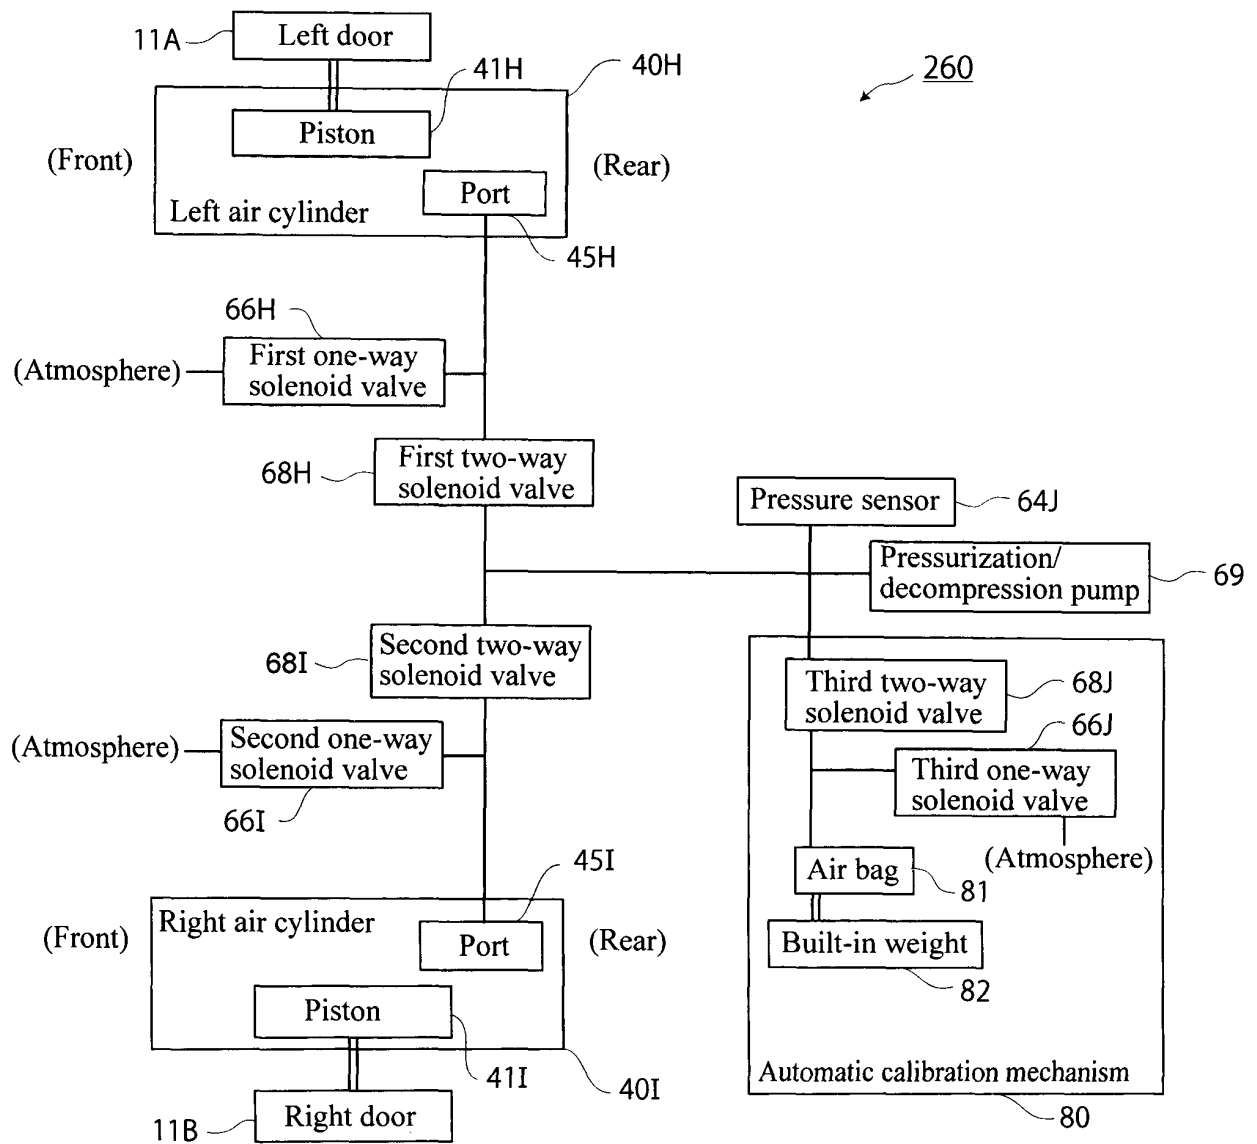 11A
Left door
41H
40H
260
Piston
(Front)
(Rear)
Port
Left air cylinder
45H
66H
(Atmosphere)
First one-way
solenoid valve
68H
First two-way
solenoid valve
Pressure sensor
64J
Pressurization/
decompression pump
69
68I
Second two-way
solenoid valve
Third two-way
solenoid valve
68J
66J
(Atmosphere)
Second one-way
solenoid valve
66I
Third one-way
solenoid valve
(Atmosphere)
45I
Air bag
81
Right air cylinder
(Front)
Port
(Rear)
Built-in weight
82
Piston
41I
40I
Automatic calibration mechanism
80
11B
Right door